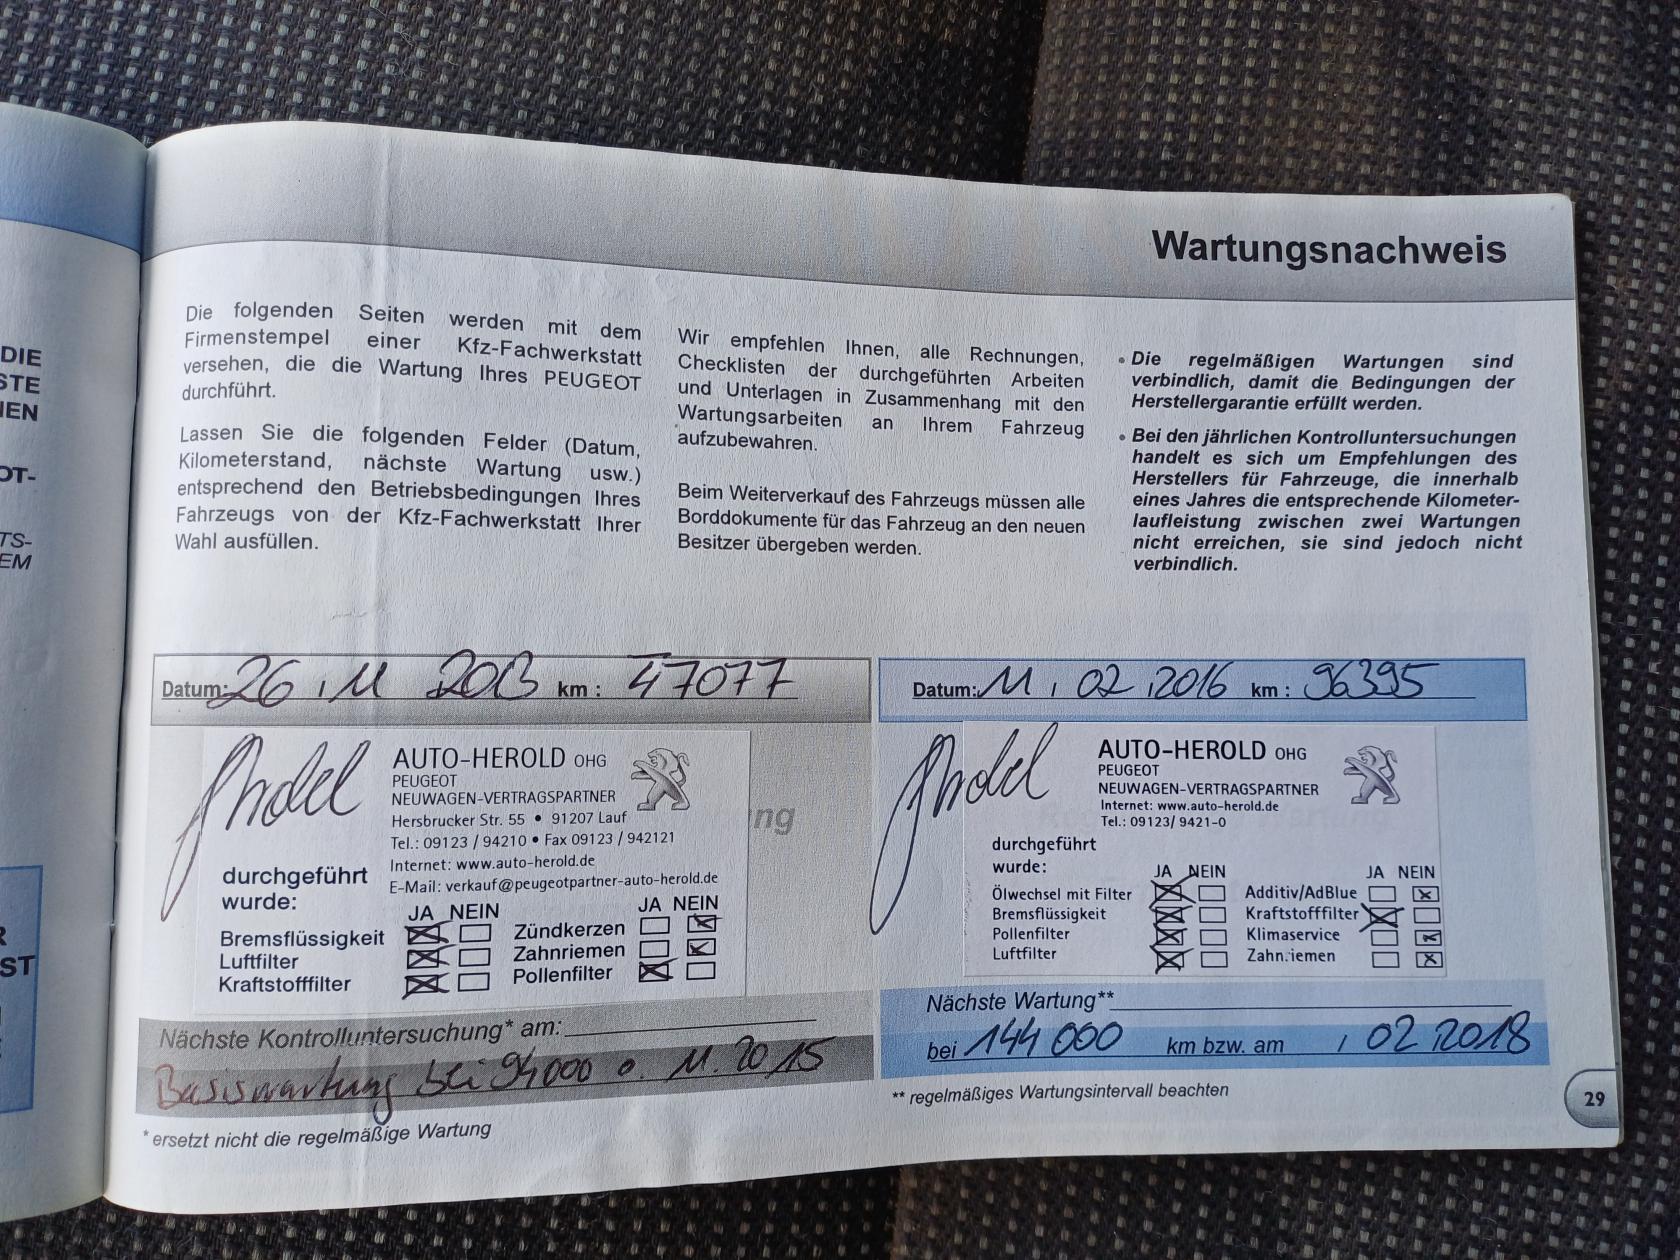 DIE
STE
NEN
OT-
TS-
EM
R
ST
Wartungsnachweis
Die folgenden Seiten werden mit dem
Firmenstempel einer Kfz-Fachwerkstatt
versehen, die die Wartung Ihres PEUGEOT
durchführt.
Lassen Sie die folgenden Felder (Datum,
Kilometerstand, nächste Wartung usw.)
entsprechend den Betriebsbedingungen Ihres
Fahrzeugs von der Kfz-Fachwerkstatt Ihrer
Wahl ausfüllen.
Wir empfehlen Ihnen, alle Rechnungen,
Checklisten der durchgeführten Arbeiten
und Unterlagen in Zusammenhang mit den
Wartungsarbeiten an Ihrem Fahrzeug
aufzubewahren.
Beim Weiterverkauf des Fahrzeugs müssen alle
Borddokumente für das Fahrzeug an den neuen
Besitzer übergeben werden.
• Die regelmäßigen Wartungen sind
verbindlich, damit die Bedingungen der
Herstellergarantie erfüllt werden.
• Bei den jährlichen Kontrolluntersuchungen
handelt es sich um Empfehlungen des
Herstellers für Fahrzeuge, die innerhalb
eines Jahres die entsprechende Kilometer-
laufleistung zwischen zwei Wartungen
nicht erreichen, sie sind jedoch nicht
verbindlich.
Datum: 26.11 2013 km : 47077
AUTO-HEROLD OHG
PEUGEOT
NEUWAGEN-VERTRAGSPARTNER
Hersbrucker Str. 55 • 91207 Lauf
Tel.: 09123 / 94210 • Fax 09123 / 942121
Internet: www.auto-herold.de
E-Mail: verkauf@peugeotpartner-auto-herold.de
durchgeführt
wurde:
JA NEIN JA NEIN
Bremsflüssigkeit Zündkerzen
Luftfilter Zahnriemen
Kraftstofffilter Pollenfilter
ng
Nächste Kontrolluntersuchung* am:
Basiswartung bei 94000 o. 11.2015
* ersetzt nicht die regelmäßige Wartung
Datum: 11.02.2016 km : 96395
AUTO-HEROLD OHG
PEUGEOT
NEUWAGEN-VERTRAGSPARTNER
Internet: www.auto-herold.de
Tel.: 09123/ 9421-0
durchgeführt
wurde:
JA NEIN JA NEIN
Ölwechsel mit Filter Additiv/AdBlue
Bremsflüssigkeit Kraftstofffilter
Pollenfilter Klimaservice
Luftfilter Zahn.iemen
Nächste Wartung**
bei 144000 km bzw. am , 02.2018
** regelmäßiges Wartungsintervall beachten
29